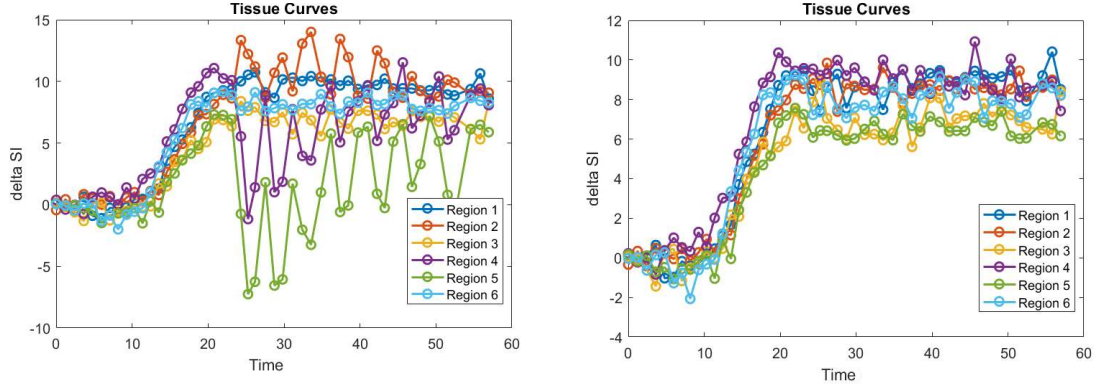 Tissue Curves
15
10
5
0
-5
-10
delta SI
0
10
20
30
40
50
60
Time
Region 1
Region 2
Region 3
Region 4
Region 5
Region 6
Tissue Curves
12
10
8
6
4
2
0
-2
-4
delta SI
0
10
20
30
40
50
60
Time
Region 1
Region 2
Region 3
Region 4
Region 5
Region 6